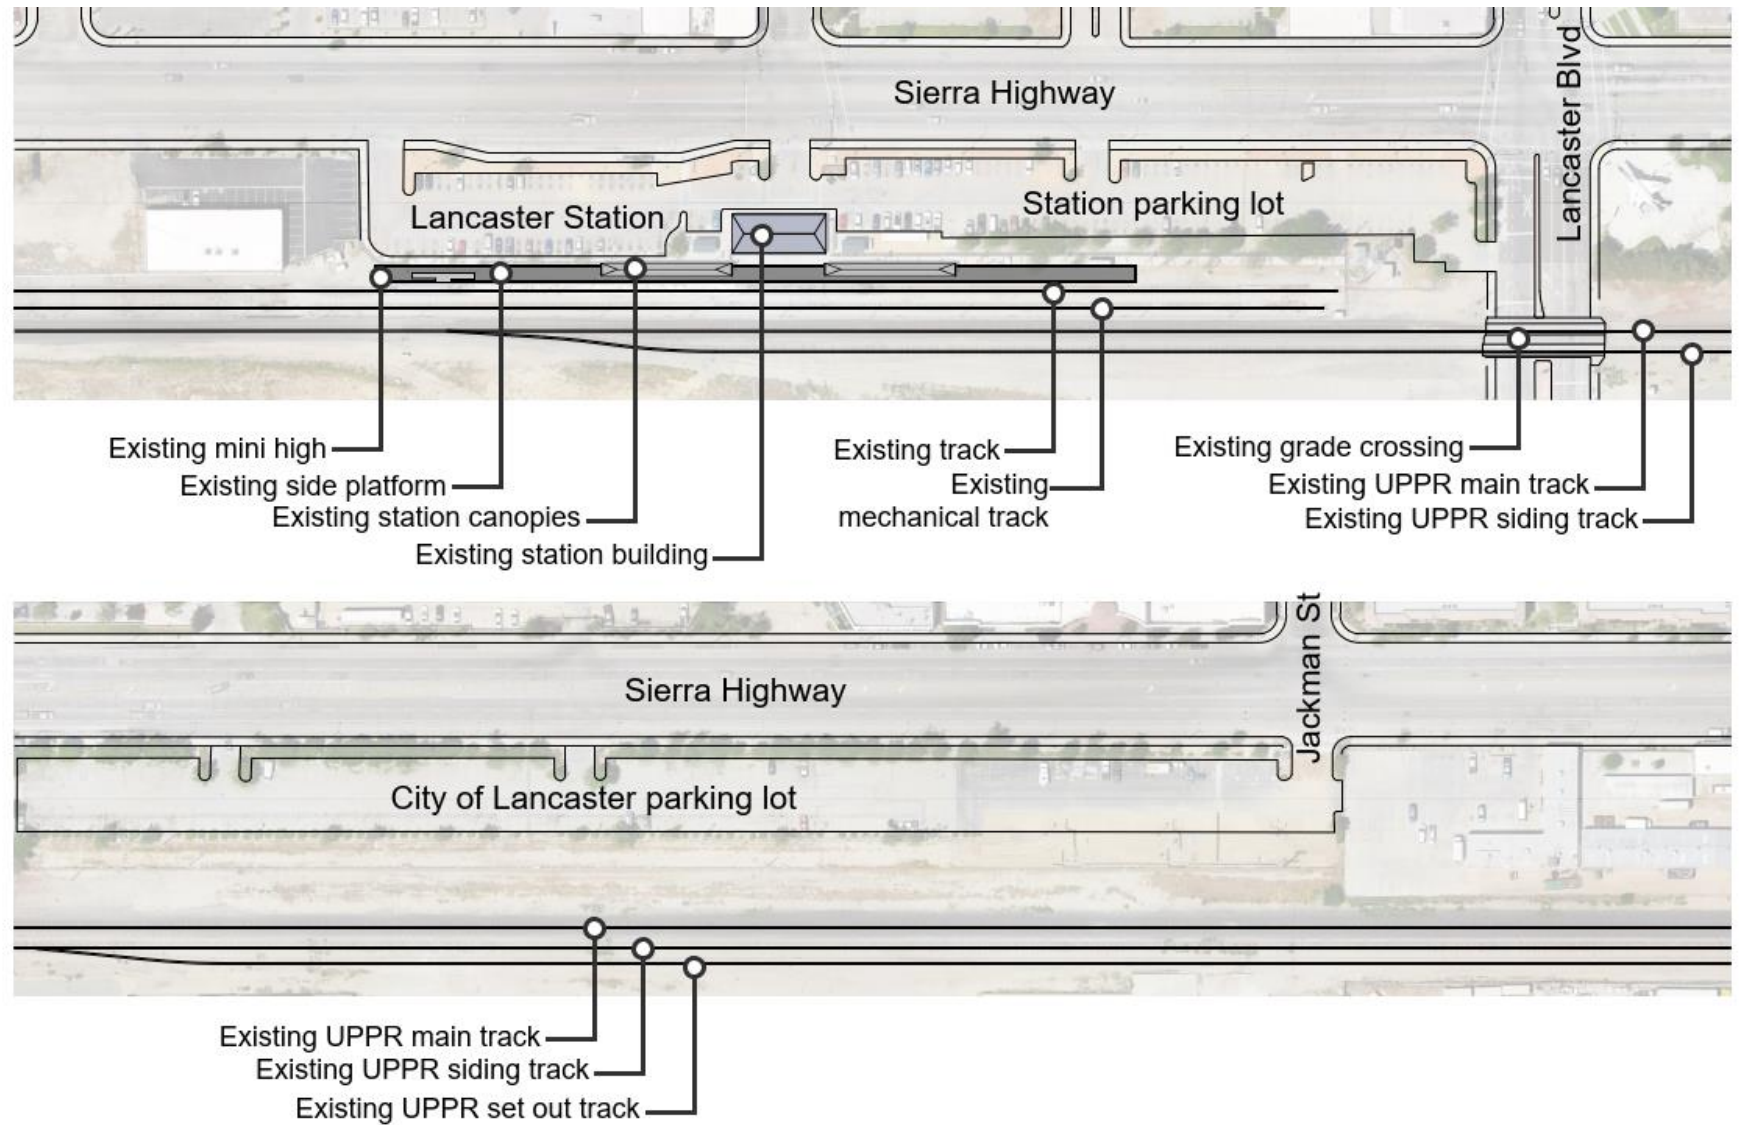 Sierra Highway
Lancaster Blvd
Lancaster Station
Station parking lot
Existing mini high
Existing side platform
Existing station canopies
Existing station building
Existing track
Existing
mechanical track
Existing grade crossing
Existing UPPR main track
Existing UPPR siding track
Jackman St
Sierra Highway
City of Lancaster parking lot
Existing UPPR main track
Existing UPPR siding track
Existing UPPR set out track